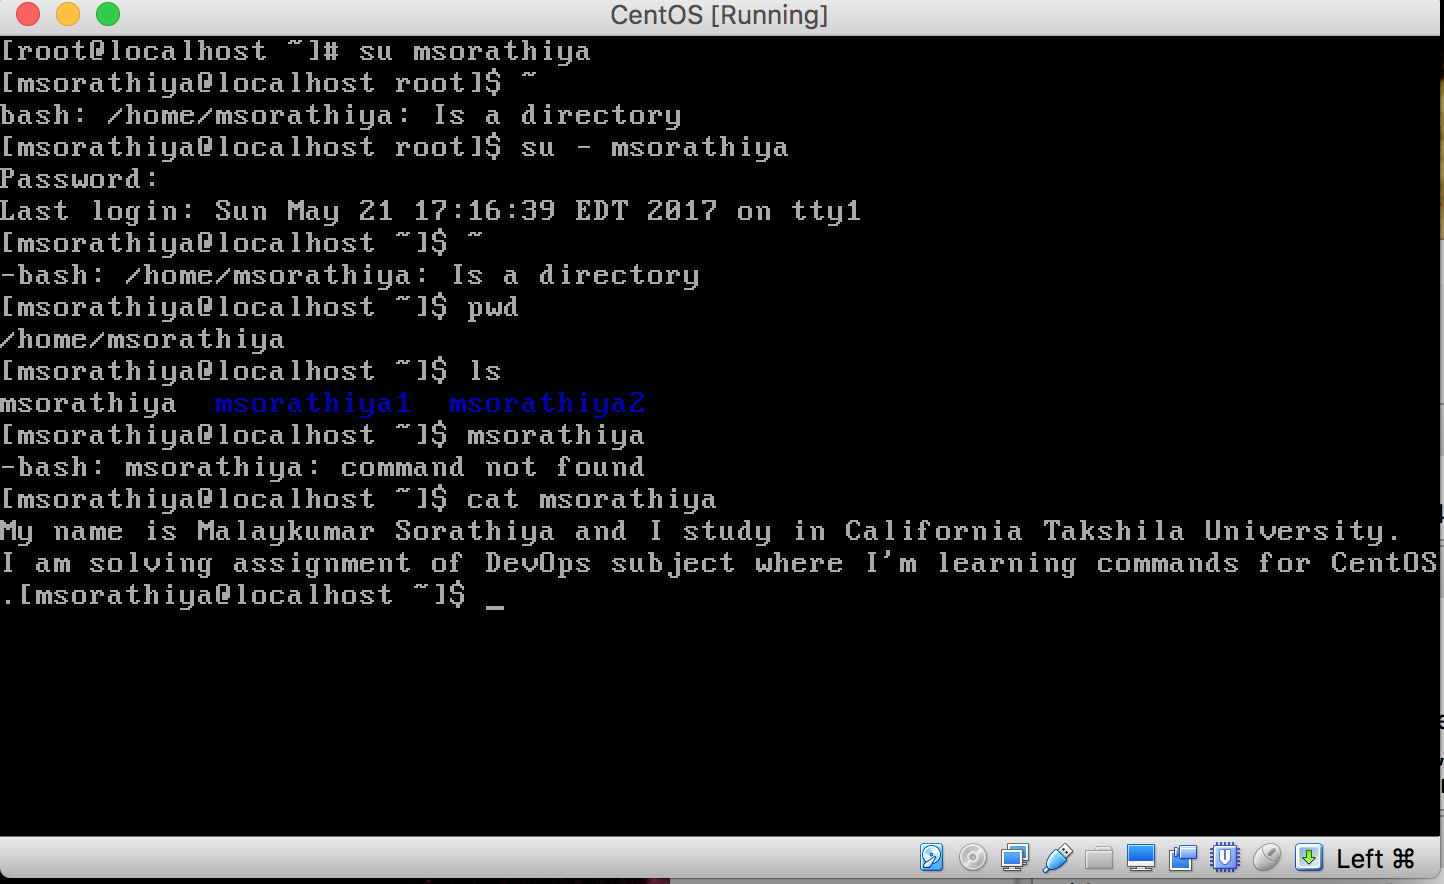 CentOS [Running]
[root@localhost ~]# su msorathiya
[msorathiya@localhost root]$ ~
bash: /home/msorathiya: Is a directory
[msorathiya@localhost root]$ su - msorathiya
Password:
Last login: Sun May 21 17:16:39 EDT 2017 on tty1
[msorathiya@localhost ~]$ ~
-bash: /home/msorathiya: Is a directory
[msorathiya@localhost ~]$ pwd
/home/msorathiya
[msorathiya@localhost ~]$ ls
msorathiya  msorathiya1  msorathiya2
[msorathiya@localhost ~]$ msorathiya
-bash: msorathiya: command not found
[msorathiya@localhost ~]$ cat msorathiya
My name is Malaykumar Sorathiya and I study in California Takshila University.
I am solving assignment of DevOps subject where I'm learning commands for CentOS
.[msorathiya@localhost ~]$ _
Left ⌘